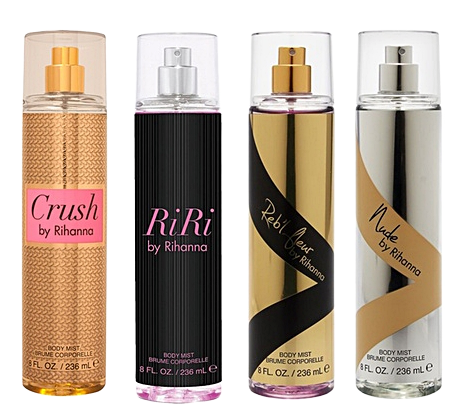 Crush
by Rihanna
BODY MIST
BRUME CORPORELLE
8 FL. OZ. / 236 mL ℮
RiRi
by Rihanna
BODY MIST
BRUME CORPORELLE
8 FL. OZ. / 236 mL ℮
Reb'l Fleur
by Rihanna
BODY MIST
BRUME CORPORELLE
8 FL. OZ. / 236 mL ℮
Nude
by Rihanna
BODY MIST
BRUME CORPORELLE
8 FL. OZ. / 236 mL ℮